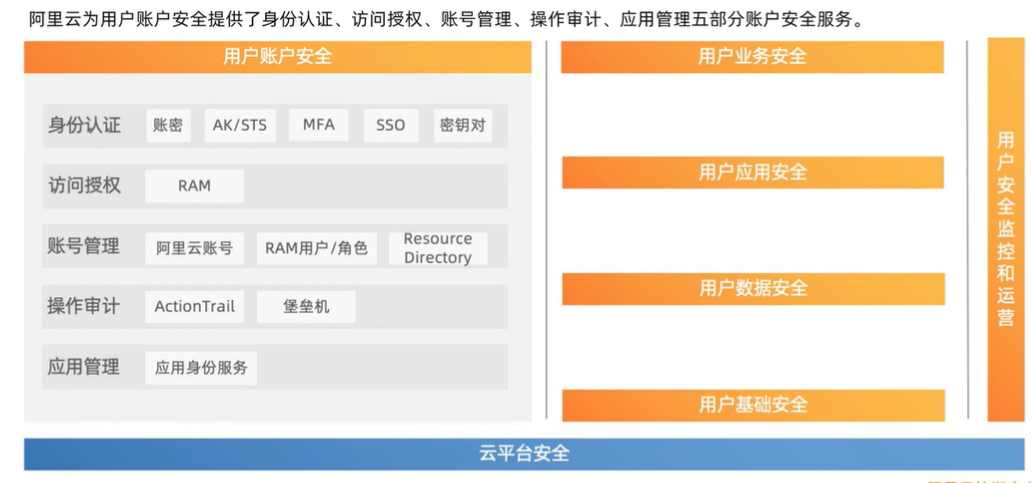 阿里云为用户账户安全提供了身份认证、访问授权、账号管理、操作审计、应用管理五部分账户安全服务。
用户账户安全
身份认证 账密 AK/STS MFA SSO 密钥对
访问授权 RAM
账号管理 阿里云账号 RAM用户/角色 Resource Directory
操作审计 ActionTrail 堡垒机
应用管理 应用身份服务
用户业务安全
用户应用安全
用户数据安全
用户基础安全
用户安全监控和运营
云平台安全